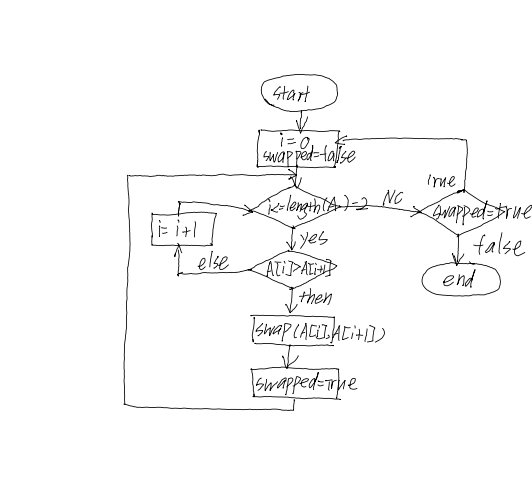 start
i = 0
swapped=false
i<=length(A)-2
NO
True
swapped=true
false
end
yes
i= i+1
else
A[i]>A[i+1]
then
swap(A[i],A[i+1])
swapped=True